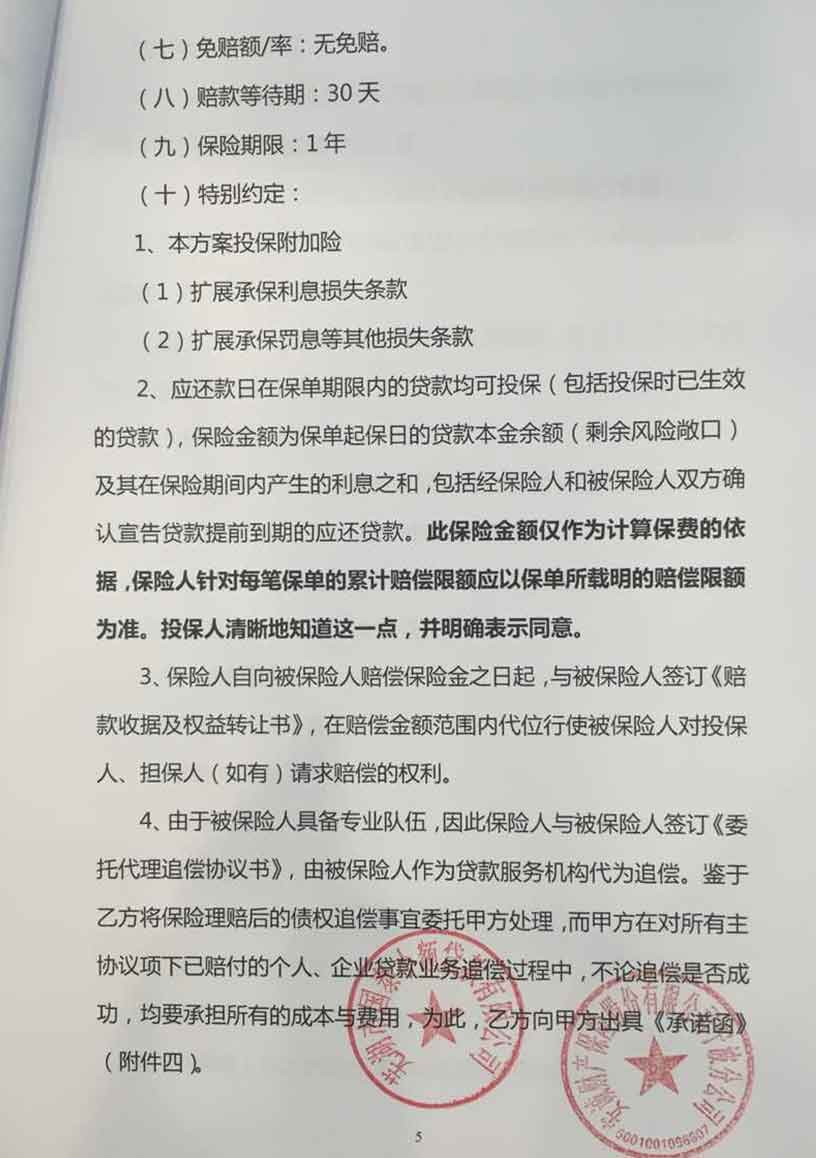 （七）免赔额/率：无免赔。
（八）赔款等待期：30 天
（九）保险期限：1 年
（十）特别约定：
1、本方案投保附加险
（1）扩展承保利息损失条款
（2）扩展承保罚息等其他损失条款
2、应还款日在保单期限内的贷款均可投保（包括投保时已生效
的贷款），保险金额为保单起保日的贷款本金余额（剩余风险敞口）
及其在保险期间内产生的利息之和，包括经保险人和被保险人双方确
认宣告贷款提前到期的应还贷款。此保险金额仅作为计算保费的依
据，保险人针对每笔保单的累计赔偿限额应以保单所载明的赔偿限额
为准。投保人清晰地知道这一点，并明确表示同意。
3、保险人自向被保险人赔偿保险金之日起，与被保险人签订《赔
款收据及权益转让书》，在赔偿金额范围内代位行使被保险人对投保
人、担保人（如有）请求赔偿的权利。
4、由于被保险人具备专业队伍，因此保险人与被保险人签订《委
托代理追偿协议书》，由被保险人作为贷款服务机构代为追偿。鉴于
乙方将保险理赔后的债权追偿事宜委托甲方处理，而甲方在对所有主
协议项下已赔付的个人、企业贷款业务追偿过程中，不论追偿是否成
功，均要承担所有的成本与费用，为此，乙方向甲方出具《承诺函》
（附件四）。
5